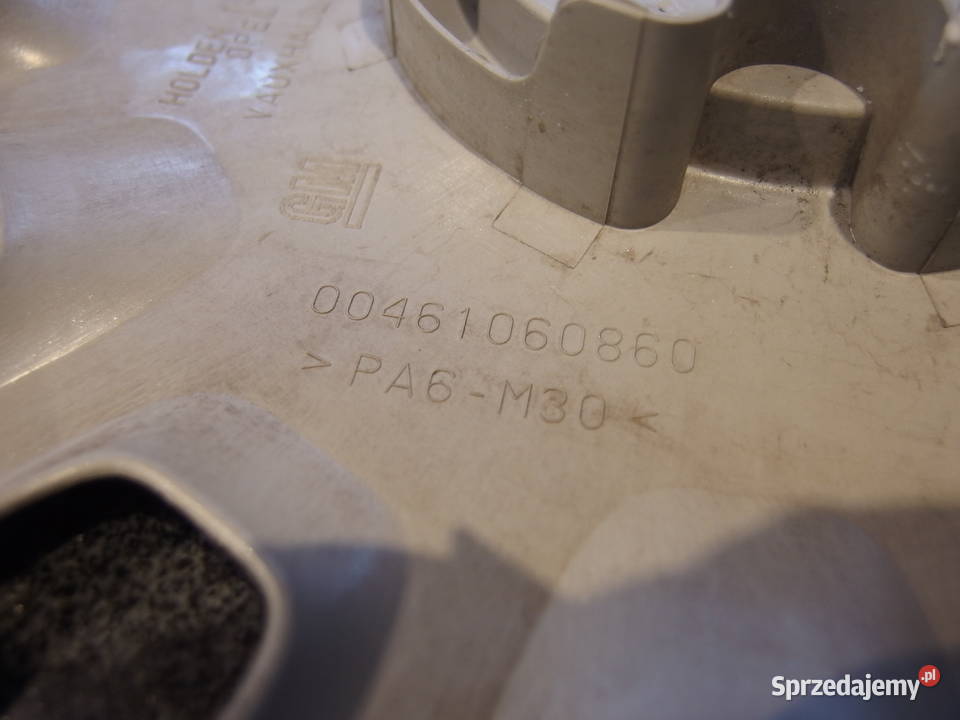 HOLDEN
OPEL
VAUXHALL
GM
00461060860
> PA6-M30 <
Sprzedajemy.pl